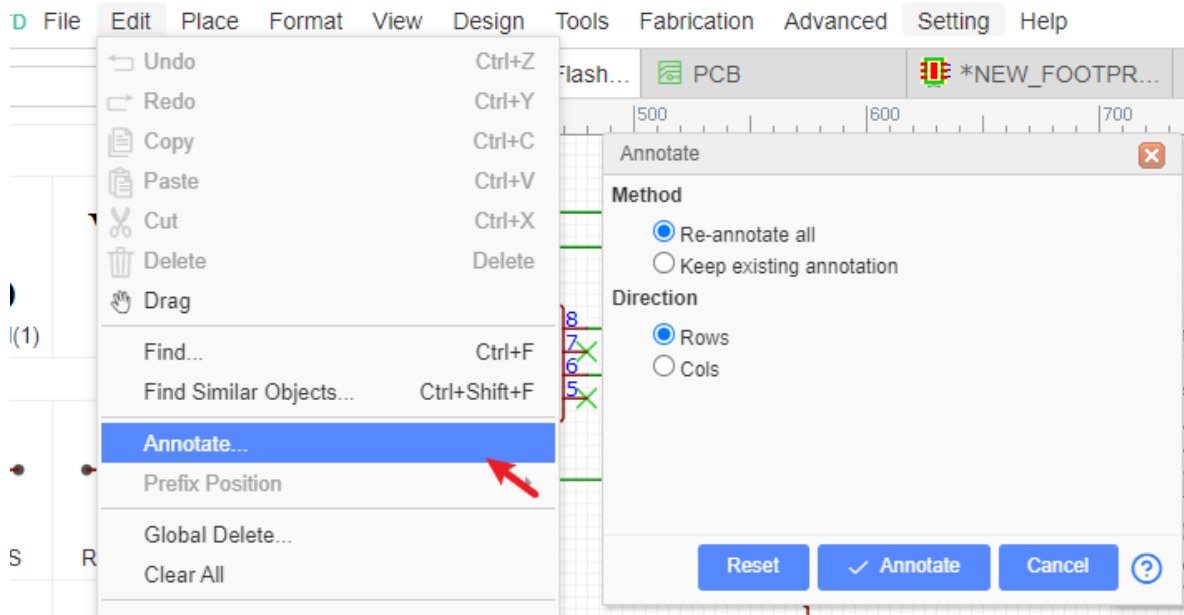 TD File Edit Place Format View Design Tools Fabrication Advanced Setting Help
Flash... PCB *NEW_FOOTPR...
500 600 700
Undo Ctrl+Z
Redo Ctrl+Y
Copy Ctrl+C
Paste Ctrl+V
Cut Ctrl+X
Delete Delete
Drag
Find... Ctrl+F
Find Similar Objects... Ctrl+Shift+F
Annotate...
Prefix Position
Global Delete...
Clear All
(1)
S R
8
7
6
5
Annotate
Method
Re-annotate all
Keep existing annotation
Direction
Rows
Cols
Reset Annotate Cancel ?